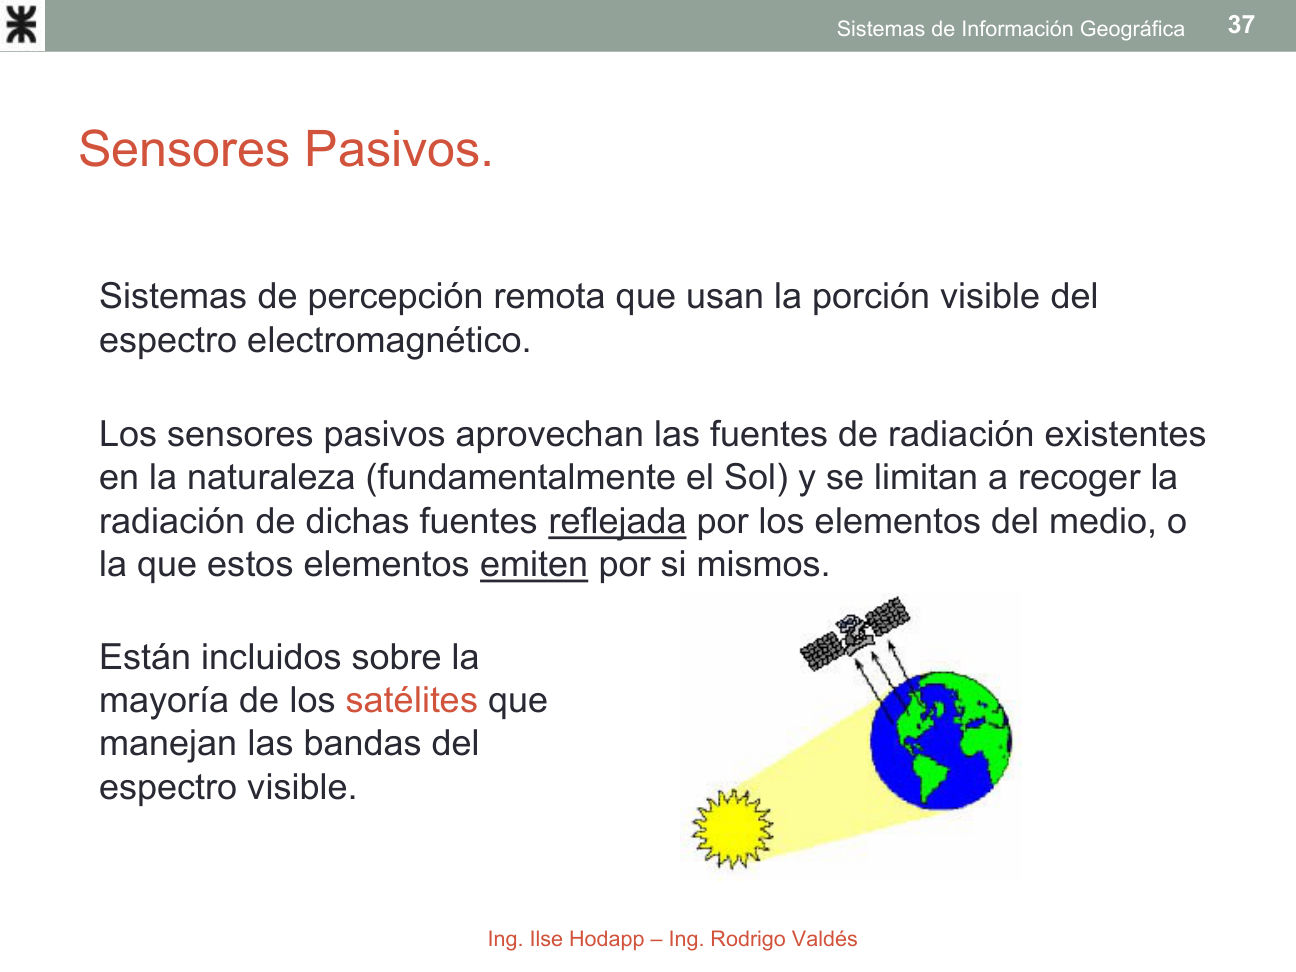 Sistemas de Información Geográfica
37
Sensores Pasivos.
Sistemas de percepción remota que usan la porción visible del
espectro electromagnético.
Los sensores pasivos aprovechan las fuentes de radiación existentes
en la naturaleza (fundamentalmente el Sol) y se limitan a recoger la
radiación de dichas fuentes reflejada por los elementos del medio, o
la que estos elementos emiten por si mismos.
Están incluidos sobre la
mayoría de los satélites que
manejan las bandas del
espectro visible.
Ing. Ilse Hodapp – Ing. Rodrigo Valdés